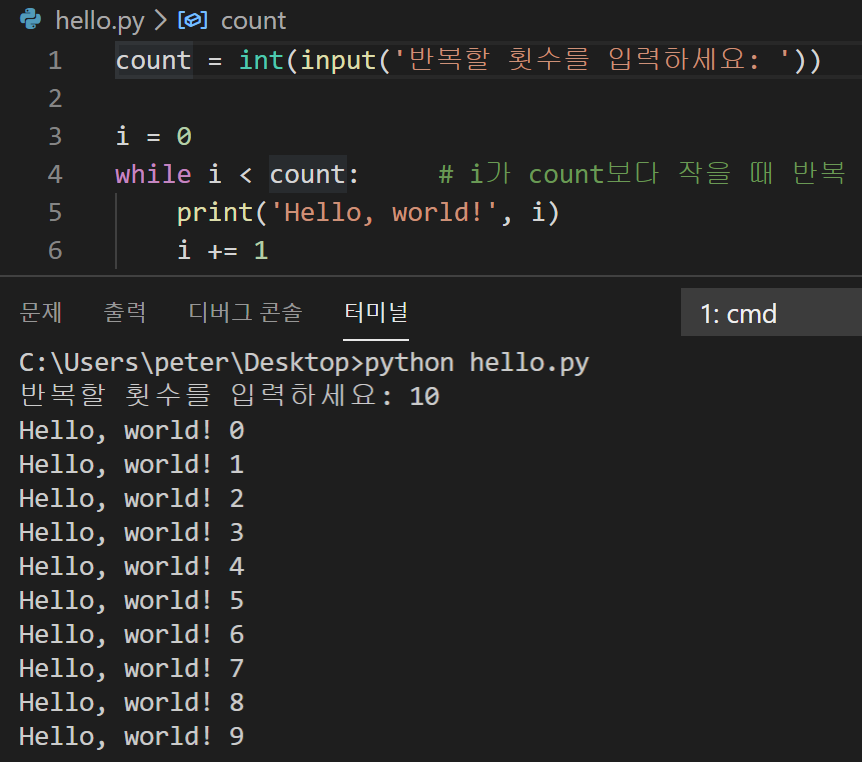 hello.py > count
1 count = int(input('반복할 횟수를 입력하세요: '))
2
3 i = 0
4 while i < count:     # i가 count보다 작을 때 반복
5     print('Hello, world!', i)
6     i += 1
문제 출력 디버그 콘솔 터미널 1: cmd
C:\Users\peter\Desktop>python hello.py
반복할 횟수를 입력하세요: 10
Hello, world! 0
Hello, world! 1
Hello, world! 2
Hello, world! 3
Hello, world! 4
Hello, world! 5
Hello, world! 6
Hello, world! 7
Hello, world! 8
Hello, world! 9